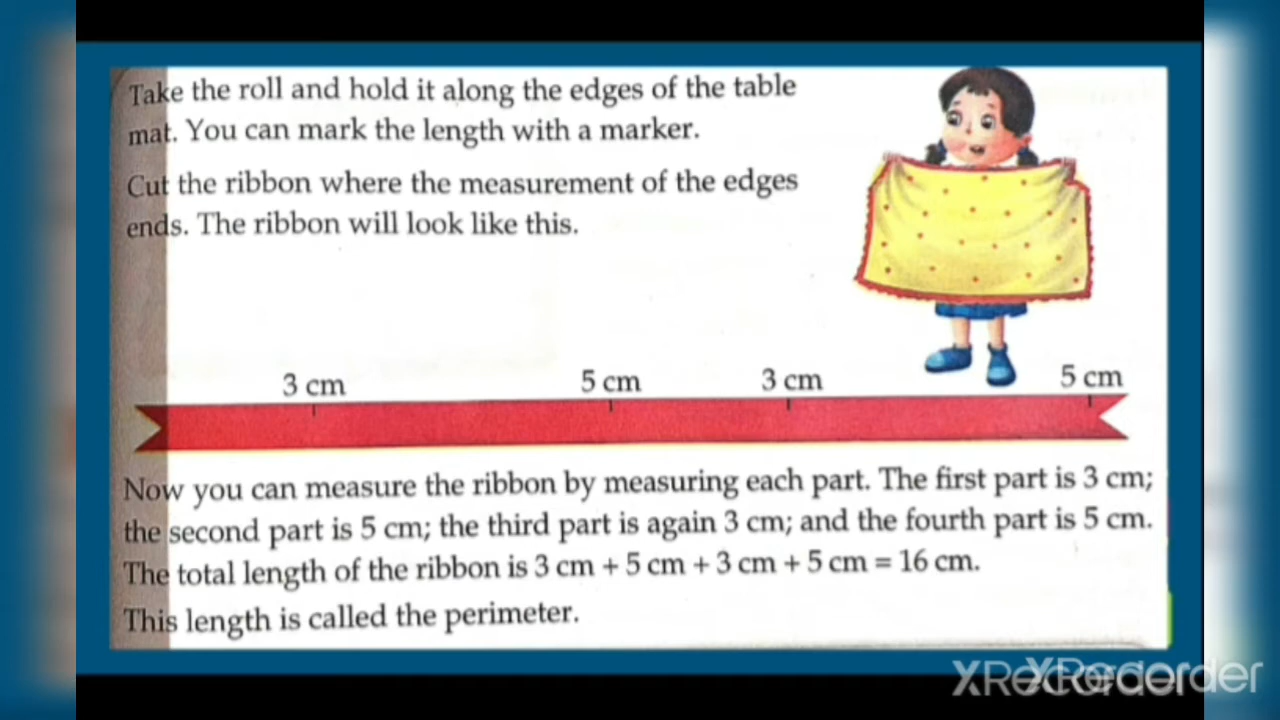 Take the roll and hold it along the edges of the table
mat. You can mark the length with a marker.
Cut the ribbon where the measurement of the edges
ends. The ribbon will look like this.
3 cm 5 cm 3 cm 5 cm
Now you can measure the ribbon by measuring each part. The first part is 3 cm;
the second part is 5 cm; the third part is again 3 cm; and the fourth part is 5 cm.
The total length of the ribbon is 3 cm + 5 cm + 3 cm + 5 cm = 16 cm.
This length is called the perimeter.